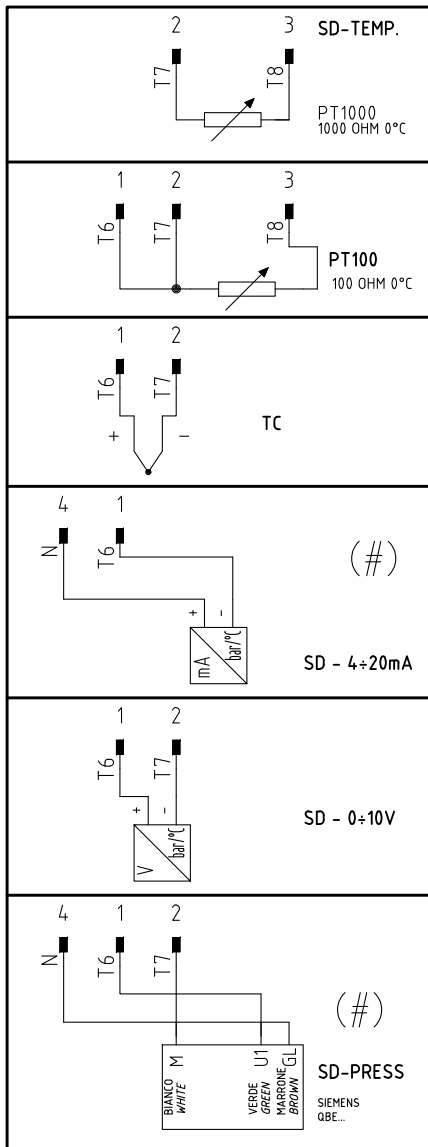 2 3 SD-TEMP.
T7 T8
PT1000
1000 OHM 0°C
1 2 3
T6 T7 T8
PT100
100 OHM 0°C
1 2
T6 T7
+ - TC
4 1
N T6 (#)
+ -
mA bar/°C
SD - 4÷20mA
1 2
T6 T7
+ -
V bar/°C
SD - 0÷10V
4 1 2
N T6 T7
(#)
M U1 GL
BIANCO VERDE MARRONE
WHITE GREEN BROWN
SD-PRESS
SIEMENS
QBE...